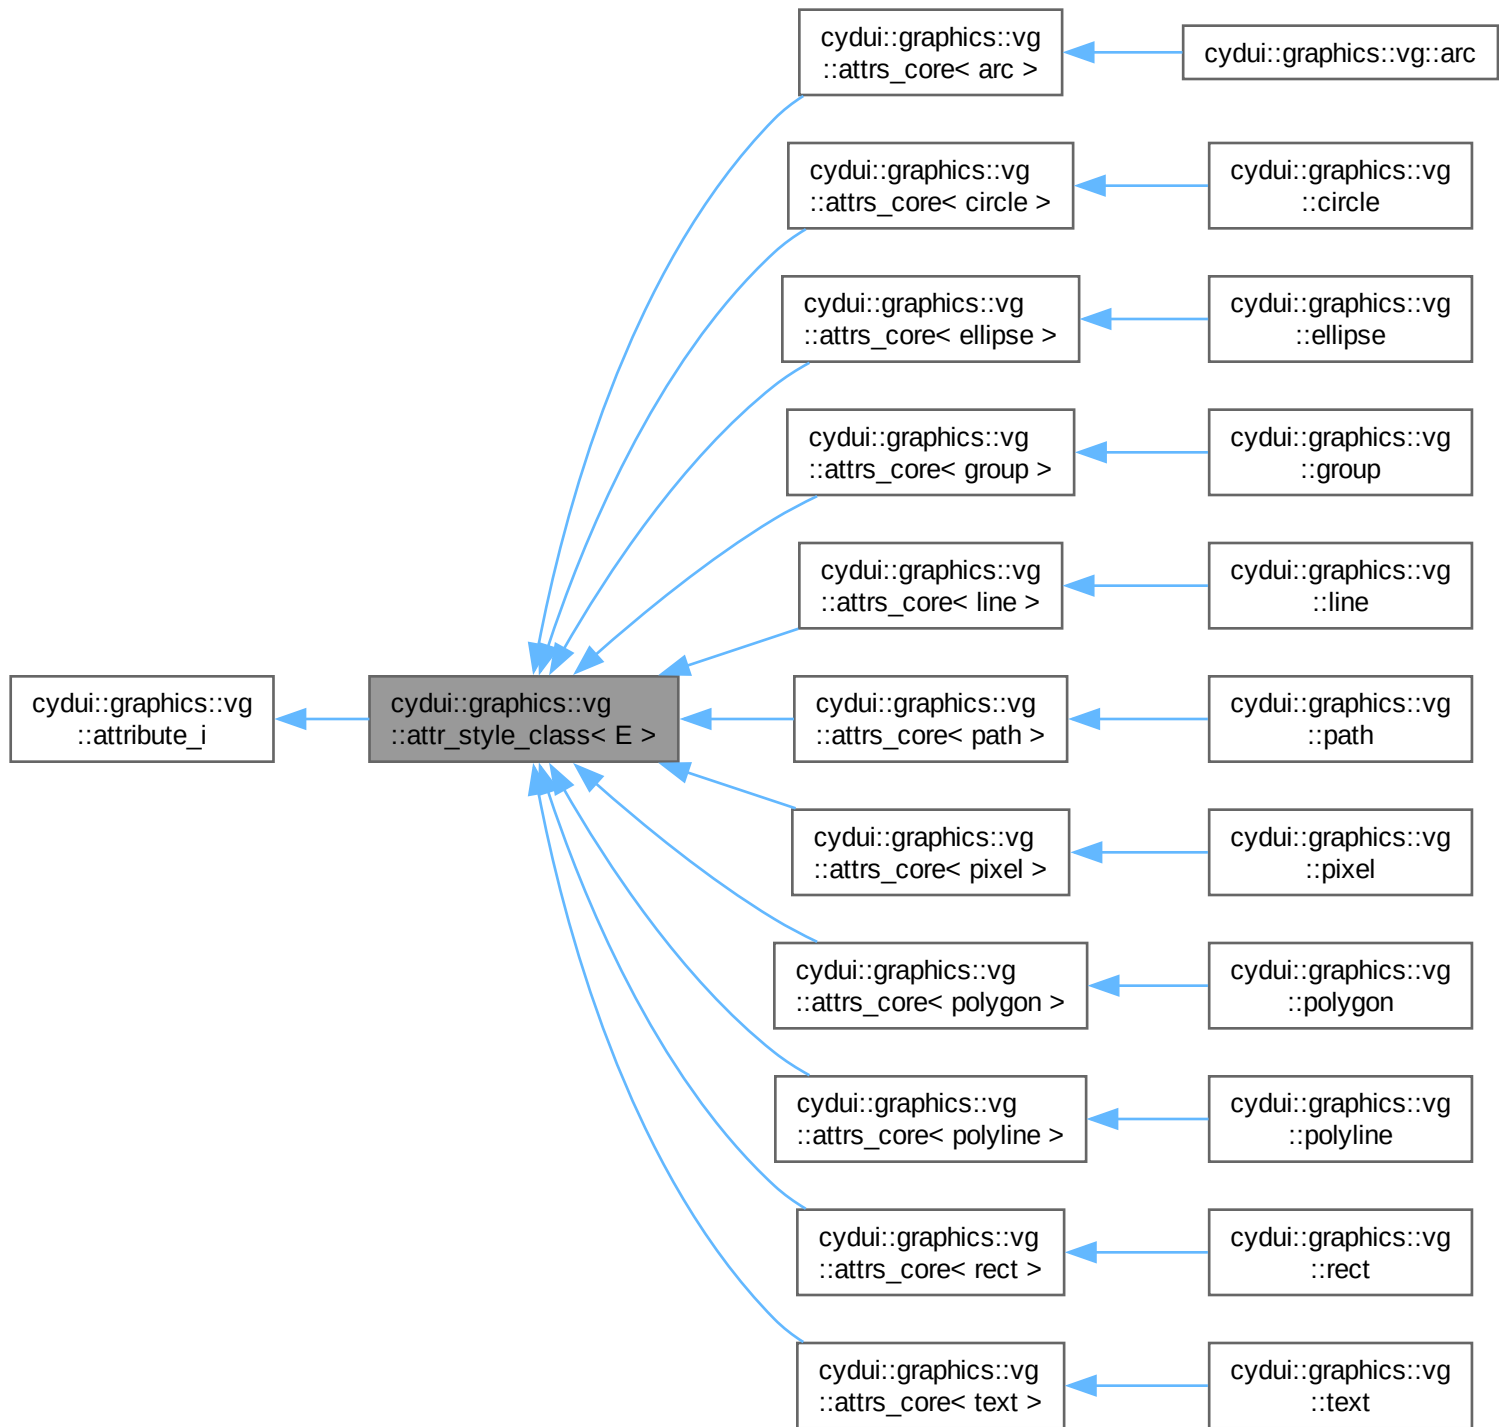 cydui::graphics::vg
::attribute_i
cydui::graphics::vg
::attr_style_class< E >
cydui::graphics::vg
::attrs_core< arc >
cydui::graphics::vg::arc
cydui::graphics::vg
::attrs_core< circle >
cydui::graphics::vg
::circle
cydui::graphics::vg
::attrs_core< ellipse >
cydui::graphics::vg
::ellipse
cydui::graphics::vg
::attrs_core< group >
cydui::graphics::vg
::group
cydui::graphics::vg
::attrs_core< line >
cydui::graphics::vg
::line
cydui::graphics::vg
::attrs_core< path >
cydui::graphics::vg
::path
cydui::graphics::vg
::attrs_core< pixel >
cydui::graphics::vg
::pixel
cydui::graphics::vg
::attrs_core< polygon >
cydui::graphics::vg
::polygon
cydui::graphics::vg
::attrs_core< polyline >
cydui::graphics::vg
::polyline
cydui::graphics::vg
::attrs_core< rect >
cydui::graphics::vg
::rect
cydui::graphics::vg
::attrs_core< text >
cydui::graphics::vg
::text